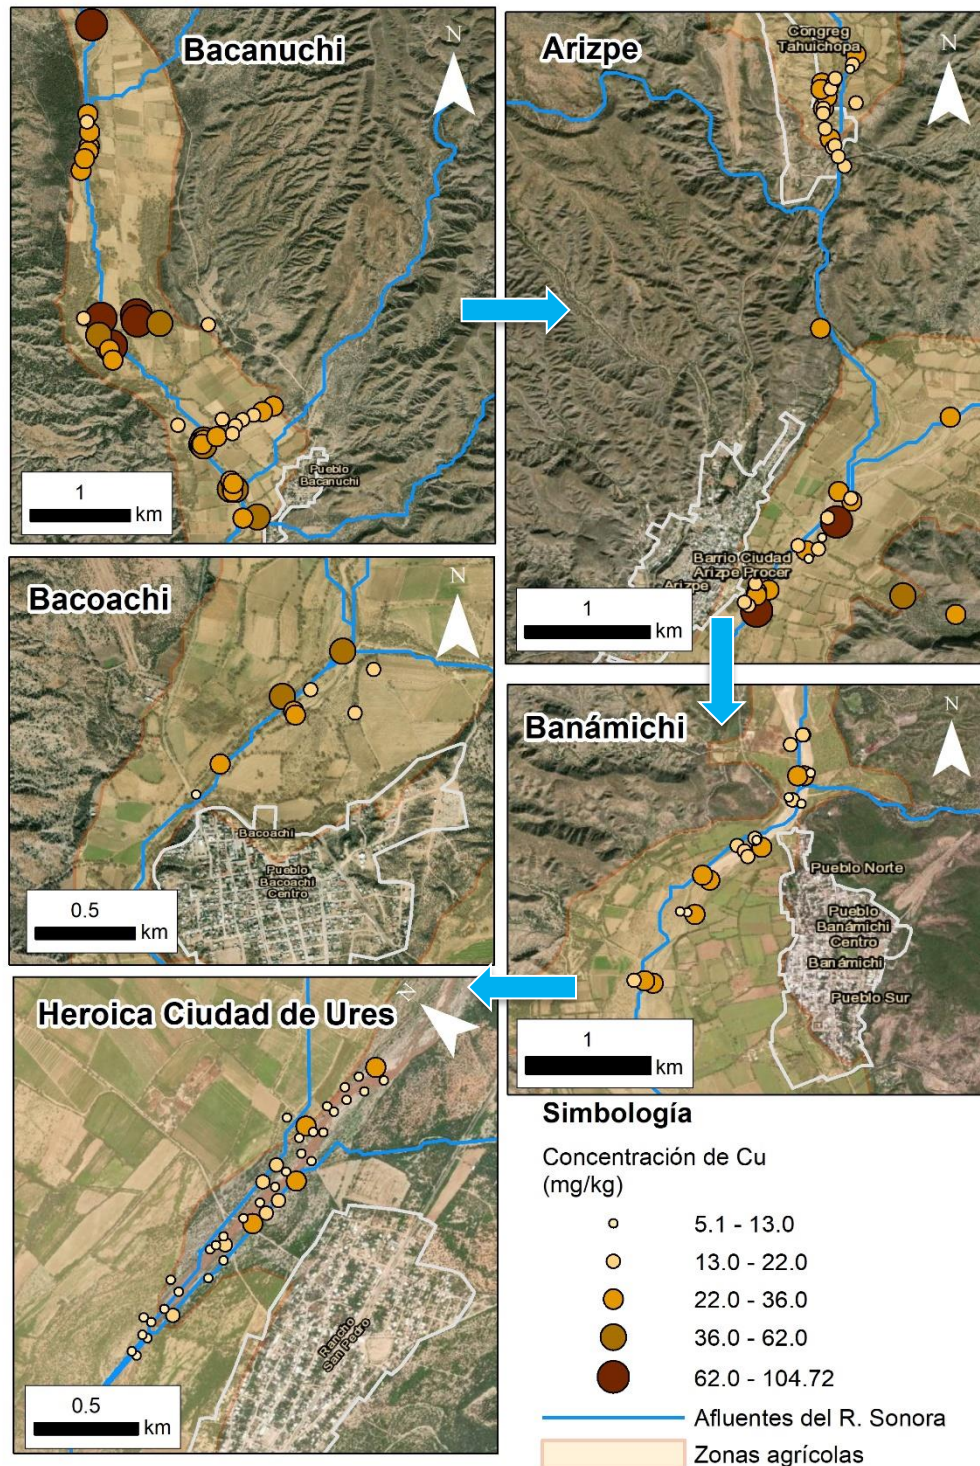 Bacanuchi
N
Pueblo
Bacanuchi
1
km
Arizpe
Congreg
Tahuichopa
N
Barrio Ciudad
Arizpe Procer
Arizpe
1
km
Bacoachi
N
Bacoachi
Pueblo
Bacoachi
Centro
0.5
km
Banámichi
N
Pueblo Norte
Pueblo
Banámichi
Centro
Banámichi
Pueblo Sur
1
km
Heroica Ciudad de Ures
N
Rancho
San Pedro
0.5
km
Simbología
Concentración de Cu
(mg/kg)
5.1 - 13.0
13.0 - 22.0
22.0 - 36.0
36.0 - 62.0
62.0 - 104.72
Afluentes del R. Sonora
Zonas agrícolas